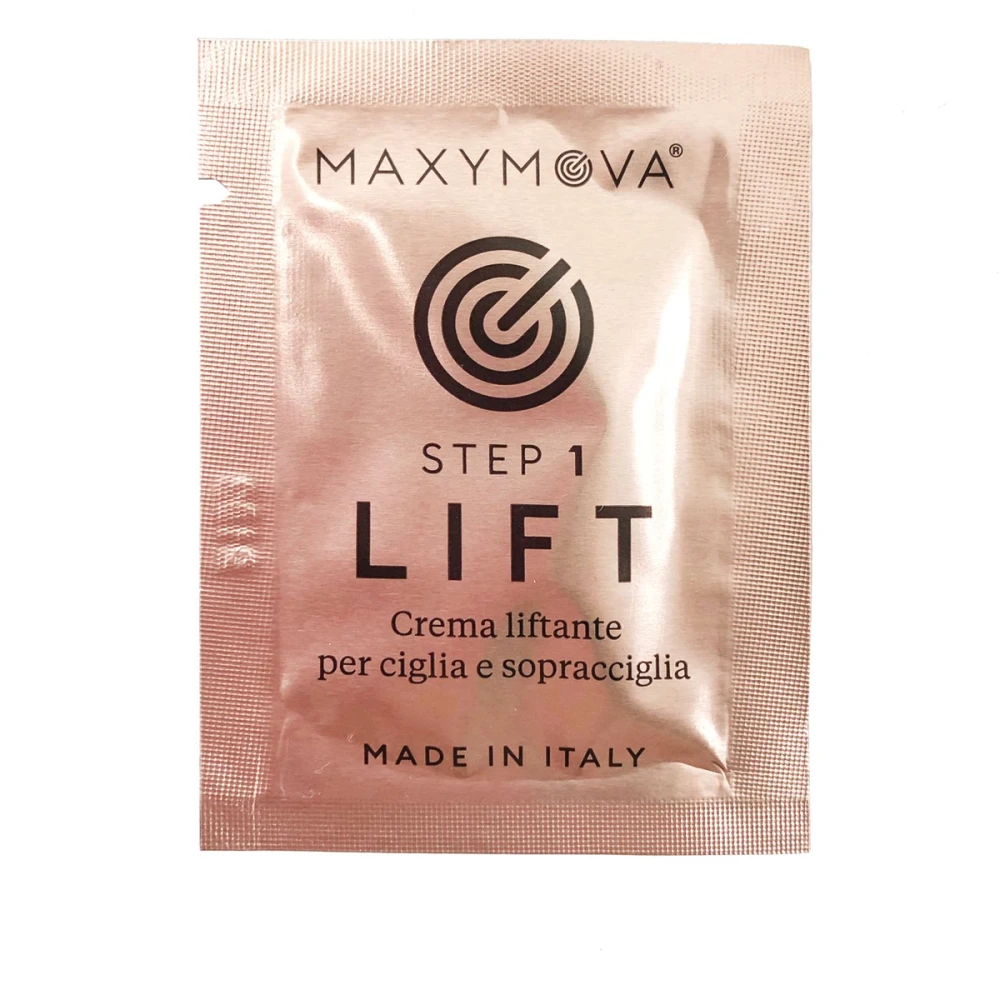 MAXYMOVA®
STEP 1
LIFT
Crema liftante
per ciglia e sopracciglia
MADE IN ITALY